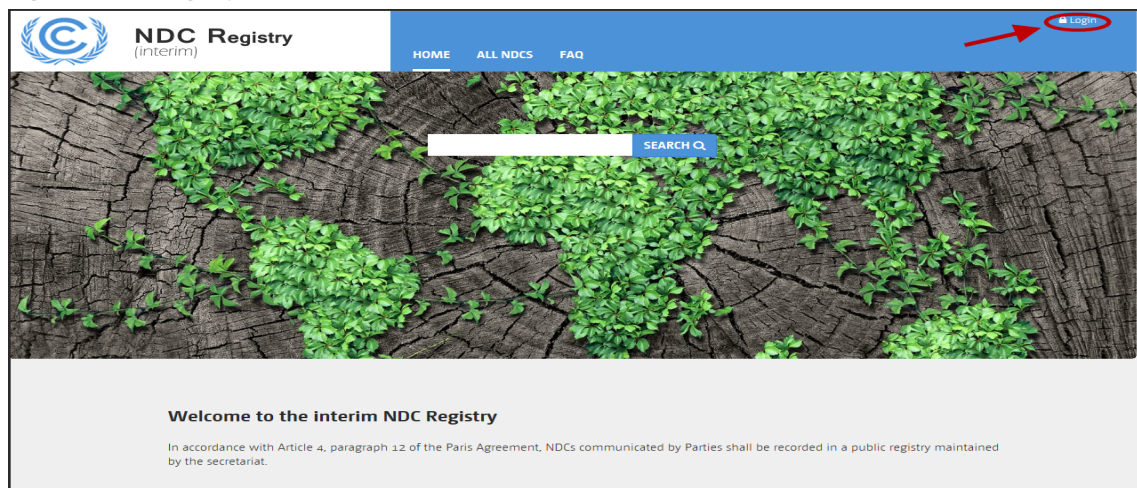 NDC Registry
(interim)
Login
HOME ALL NDCS FAQ
SEARCH
Welcome to the interim NDC Registry
In accordance with Article 4, paragraph 12 of the Paris Agreement, NDCs communicated by Parties shall be recorded in a public registry maintained
by the secretariat.